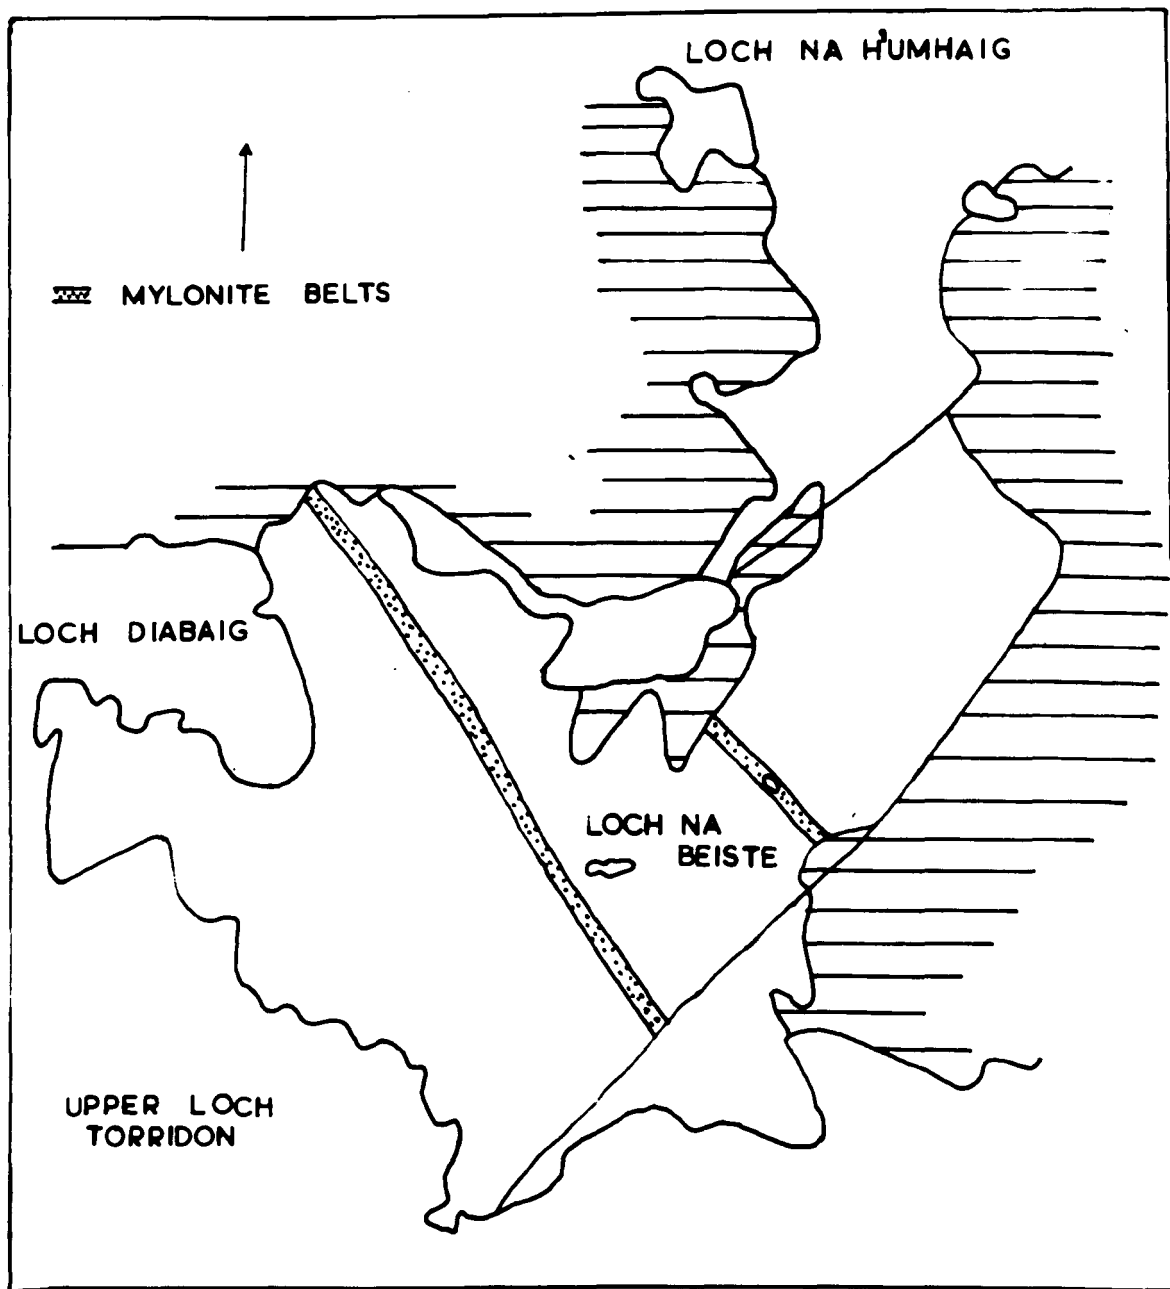 LOCH NA H'UMHAIG
MYLONITE BELTS
LOCH DIABAIG
LOCH NA
BEISTE
UPPER LOCH
TORRIDON